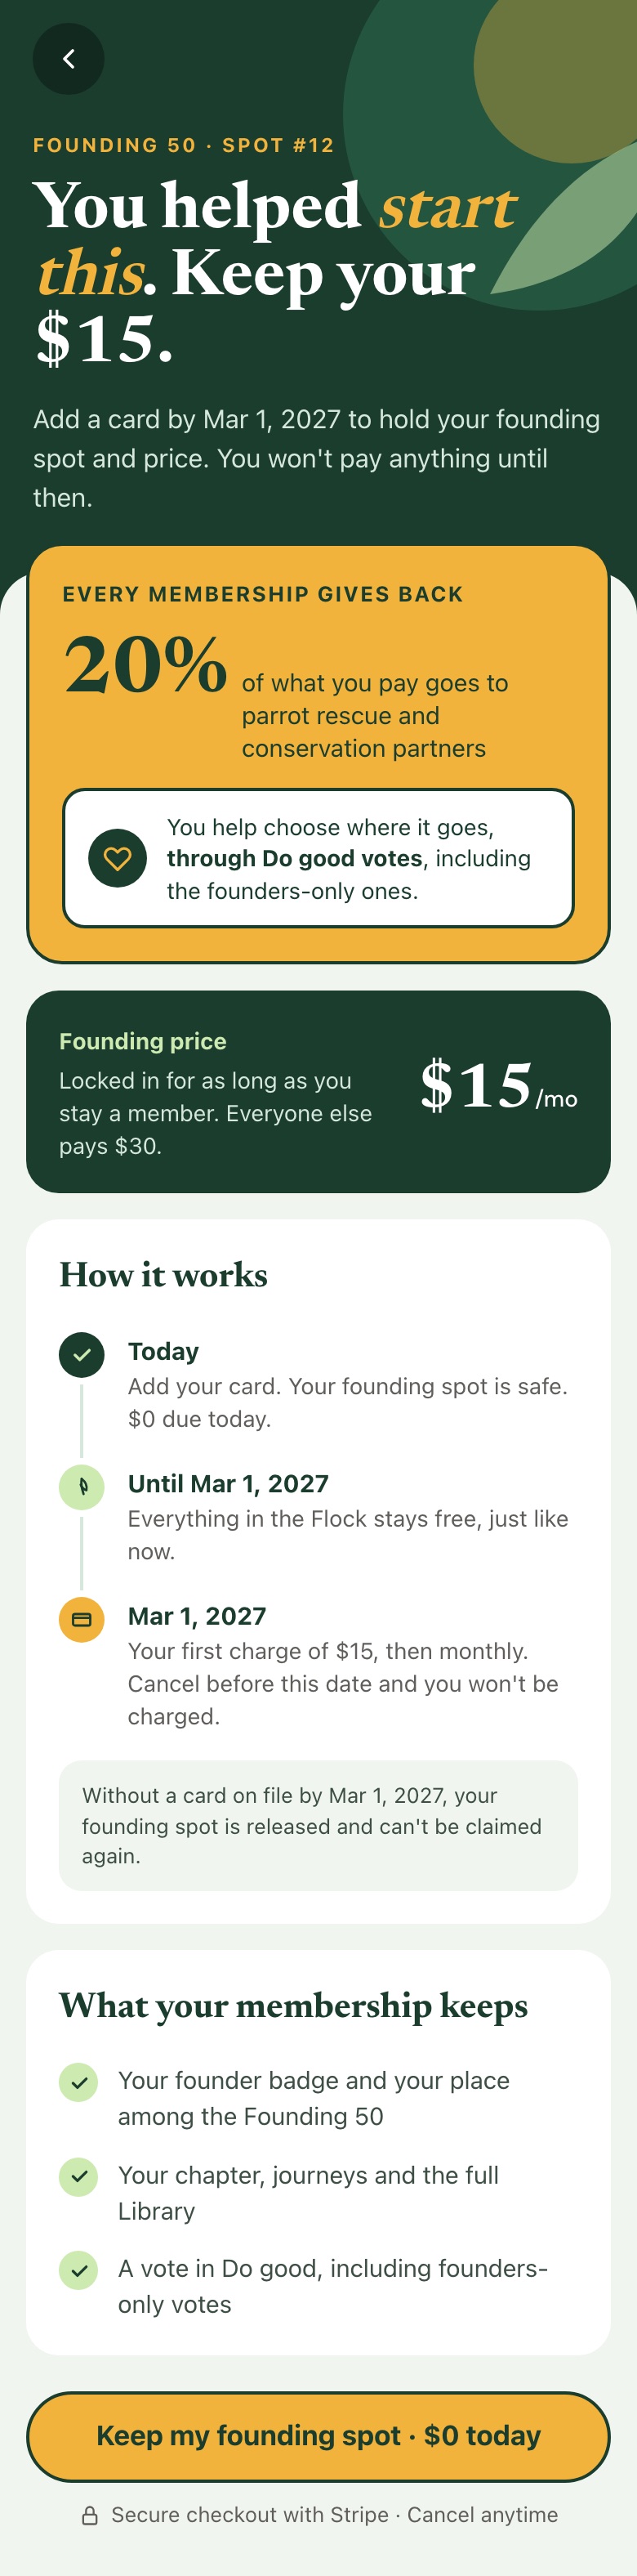 FOUNDING 50 · SPOT #12
You helped start
this. Keep your
$15.
Add a card by Mar 1, 2027 to hold your founding
spot and price. You won't pay anything until
then.
EVERY MEMBERSHIP GIVES BACK
20% of what you pay goes to
parrot rescue and
conservation partners
You help choose where it goes,
through Do good votes, including
the founders-only ones.
Founding price
Locked in for as long as you
stay a member. Everyone else
pays $30.
$15/mo
How it works
Today
Add your card. Your founding spot is safe.
$0 due today.
Until Mar 1, 2027
Everything in the Flock stays free, just like
now.
Mar 1, 2027
Your first charge of $15, then monthly.
Cancel before this date and you won't be
charged.
Without a card on file by Mar 1, 2027, your
founding spot is released and can't be claimed
again.
What your membership keeps
Your founder badge and your place
among the Founding 50
Your chapter, journeys and the full
Library
A vote in Do good, including founders-
only votes
Keep my founding spot · $0 today
Secure checkout with Stripe · Cancel anytime